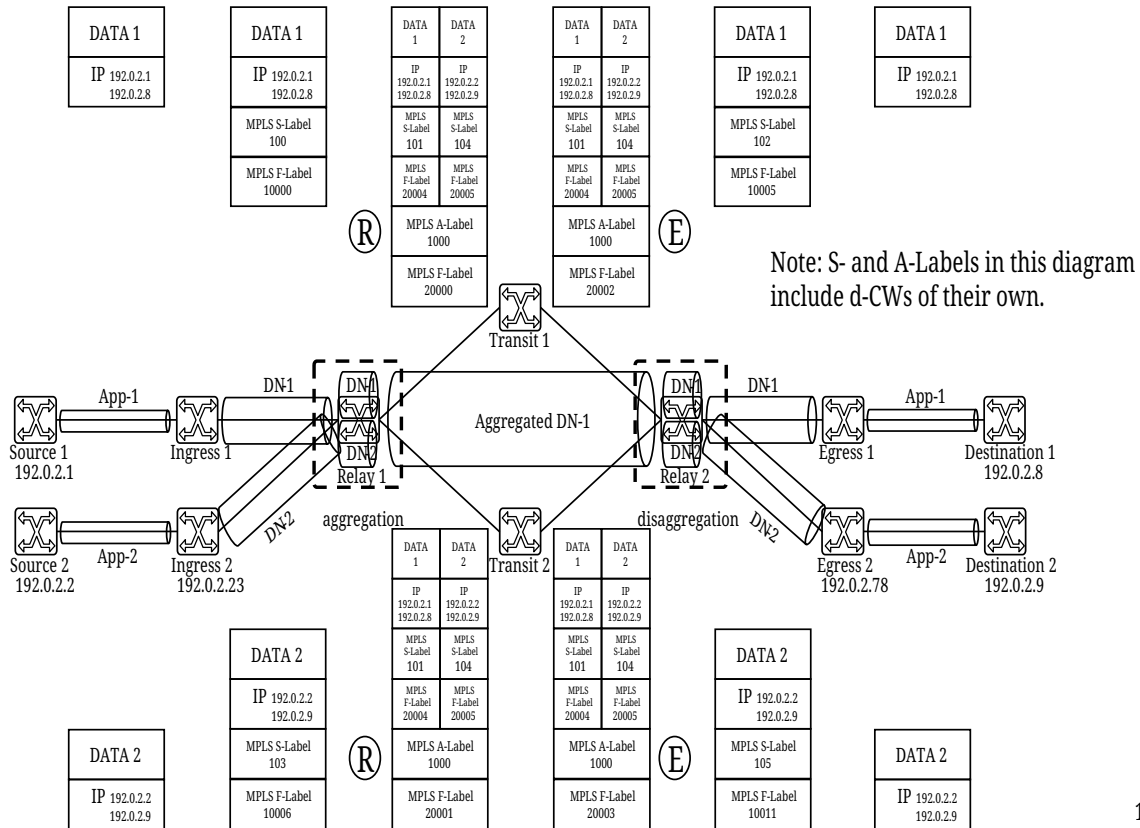 DATA 1
IP 192.0.2.1
192.0.2.8
DATA 1
IP 192.0.2.1
192.0.2.8
MPLS S-Label
100
MPLS F-Label
10000
DATA
1
DATA
2
IP
192.0.2.1
192.0.2.8
IP
192.0.2.2
192.0.2.9
MPLS
S-Label
101
MPLS
S-Label
104
MPLS
F-Label
20004
MPLS
F-Label
20005
MPLS A-Label
1000
MPLS F-Label
20000
R
DATA
1
DATA
2
IP
192.0.2.1
192.0.2.8
IP
192.0.2.2
192.0.2.9
MPLS
S-Label
101
MPLS
S-Label
104
MPLS
F-Label
20004
MPLS
F-Label
20005
MPLS A-Label
1000
MPLS F-Label
20002
E
DATA 1
IP 192.0.2.1
192.0.2.8
MPLS S-Label
102
MPLS F-Label
10005
DATA 1
IP 192.0.2.1
192.0.2.8
Note: S- and A-Labels in this diagram
include d-CWs of their own.
Transit 1
Source 1
192.0.2.1
App-1
Ingress 1
DN-1
DN-1
DN-2
Relay 1
Aggregated DN-1
DN-1
DN-2
Relay 2
DN-1
Egress 1
App-1
Destination 1
192.0.2.8
Source 2
192.0.2.2
App-2
Ingress 2
192.0.2.23
DN-2
aggregation
Transit 2
disaggregation
DN-2
Egress 2
192.0.2.78
App-2
Destination 2
192.0.2.9
DATA 2
IP 192.0.2.2
192.0.2.9
DATA 2
IP 192.0.2.2
192.0.2.9
MPLS S-Label
103
MPLS F-Label
10006
R
DATA
1
DATA
2
IP
192.0.2.1
192.0.2.8
IP
192.0.2.2
192.0.2.9
MPLS
S-Label
101
MPLS
S-Label
104
MPLS
F-Label
20004
MPLS
F-Label
20005
MPLS A-Label
1000
MPLS F-Label
20001
DATA
1
DATA
2
IP
192.0.2.1
192.0.2.8
IP
192.0.2.2
192.0.2.9
MPLS
S-Label
101
MPLS
S-Label
104
MPLS
F-Label
20004
MPLS
F-Label
20005
MPLS A-Label
1000
MPLS F-Label
20003
E
DATA 2
IP 192.0.2.2
192.0.2.9
MPLS S-Label
105
MPLS F-Label
10011
DATA 2
IP 192.0.2.2
192.0.2.9
1